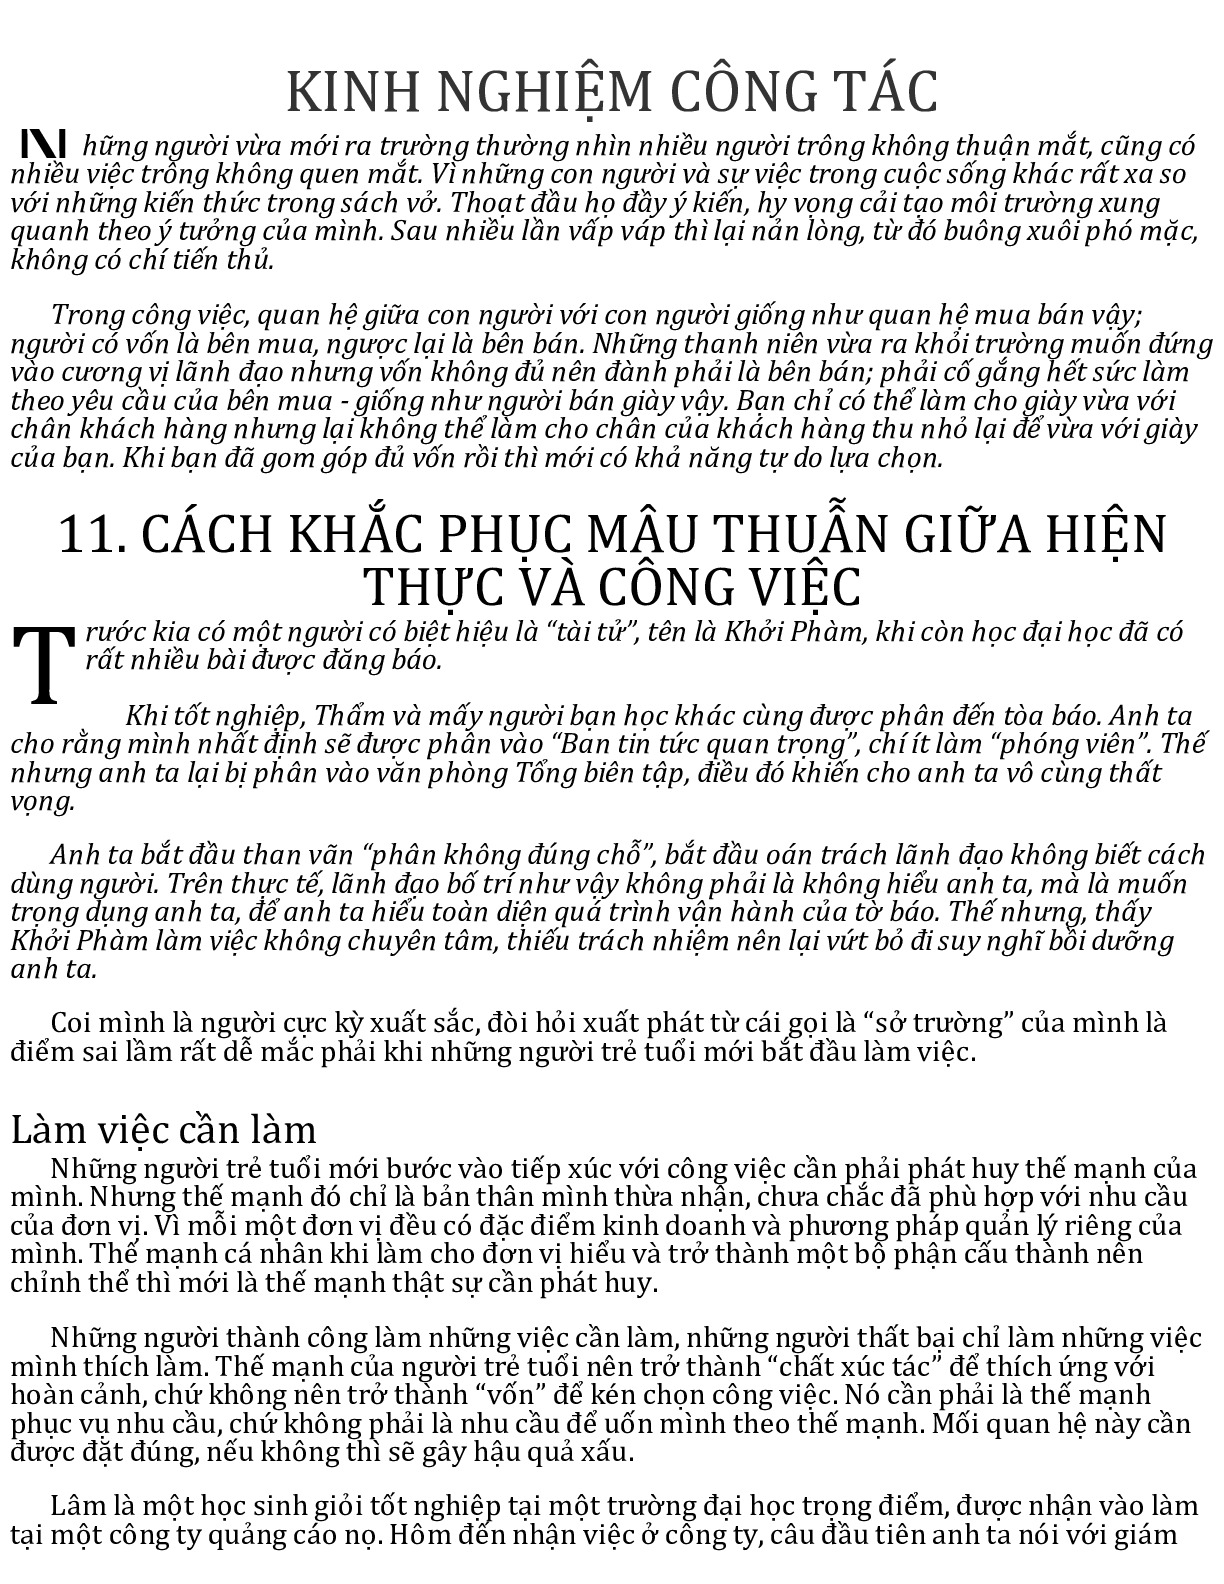 KINH NGHIỆM CÔNG TÁC
Những người vừa mới ra trường thường nhìn nhiều người trông không thuận mắt, cũng có
nhiều việc trông không quen mắt. Vì những con người và sự việc trong cuộc sống khác rất xa so
với những kiến thức trong sách vở. Thoạt đầu họ đầy ý kiến, hy vọng cải tạo môi trường xung
quanh theo ý tưởng của mình. Sau nhiều lần vấp váp thì lại nản lòng, từ đó buông xuôi phó mặc,
không có chí tiến thủ.
Trong công việc, quan hệ giữa con người với con người giống như quan hệ mua bán vậy;
người có vốn là bên mua, ngược lại là bên bán. Những thanh niên vừa ra khỏi trường muốn đứng
vào cương vị lãnh đạo nhưng vốn không đủ nên đành phải là bên bán; phải cố gắng hết sức làm
theo yêu cầu của bên mua - giống như người bán giày vậy. Bạn chỉ có thể làm cho giày vừa với
chân khách hàng nhưng lại không thể làm cho chân của khách hàng thu nhỏ lại để vừa với giày
của bạn. Khi bạn đã gom góp đủ vốn rồi thì mới có khả năng tự do lựa chọn.
11. CÁCH KHẮC PHỤC MÂU THUẪN GIỮA HIỆN
THỰC VÀ CÔNG VIỆC
Trước kia có một người có biệt hiệu là “tài tử”, tên là Khởi Phàm, khi còn học đại học đã có
rất nhiều bài được đăng báo.
Khi tốt nghiệp, Thẩm và mấy người bạn học khác cùng được phân đến tòa báo. Anh ta
cho rằng mình nhất định sẽ được phân vào “Ban tin tức quan trọng”, chí ít làm “phóng viên”. Thế
nhưng anh ta lại bị phân vào văn phòng Tổng biên tập, điều đó khiến cho anh ta vô cùng thất
vọng.
Anh ta bắt đầu than vãn “phân không đúng chỗ”, bắt đầu oán trách lãnh đạo không biết cách
dùng người. Trên thực tế, lãnh đạo bố trí như vậy không phải là không hiểu anh ta, mà là muốn
trọng dụng anh ta, để anh ta hiểu toàn diện quá trình vận hành của tờ báo. Thế nhưng, thấy
Khởi Phàm làm việc không chuyên tâm, thiếu trách nhiệm nên lại vứt bỏ đi suy nghĩ bồi dưỡng
anh ta.
Coi mình là người cực kỳ xuất sắc, đòi hỏi xuất phát từ cái gọi là “sở trường” của mình là
điểm sai lầm rất dễ mắc phải khi những người trẻ tuổi mới bắt đầu làm việc.
Làm việc cần làm
Những người trẻ tuổi mới bước vào tiếp xúc với công việc cần phải phát huy thế mạnh của
mình. Nhưng thế mạnh đó chỉ là bản thân mình thừa nhận, chưa chắc đã phù hợp với nhu cầu
của đơn vị. Vì mỗi một đơn vị đều có đặc điểm kinh doanh và phương pháp quản lý riêng của
mình. Thế mạnh cá nhân khi làm cho đơn vị hiểu và trở thành một bộ phận cấu thành nên
chỉnh thể thì mới là thế mạnh thật sự cần phát huy.
Những người thành công làm những việc cần làm, những người thất bại chỉ làm những việc
mình thích làm. Thế mạnh của người trẻ tuổi nên trở thành “chất xúc tác” để thích ứng với
hoàn cảnh, chứ không nên trở thành “vốn” để kén chọn công việc. Nó cần phải là thế mạnh
phục vụ nhu cầu, chứ không phải là nhu cầu để uốn mình theo thế mạnh. Mối quan hệ này cần
được đặt đúng, nếu không thì sẽ gây hậu quả xấu.
Lâm là một học sinh giỏi tốt nghiệp tại một trường đại học trọng điểm, được nhận vào làm
tại một công ty quảng cáo nọ. Hôm đến nhận việc ở công ty, câu đầu tiên anh ta nói với giám